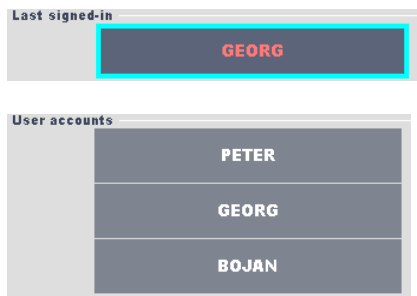 Last signed-in
GEORG
User accounts
PETER
GEORG
BOJAN